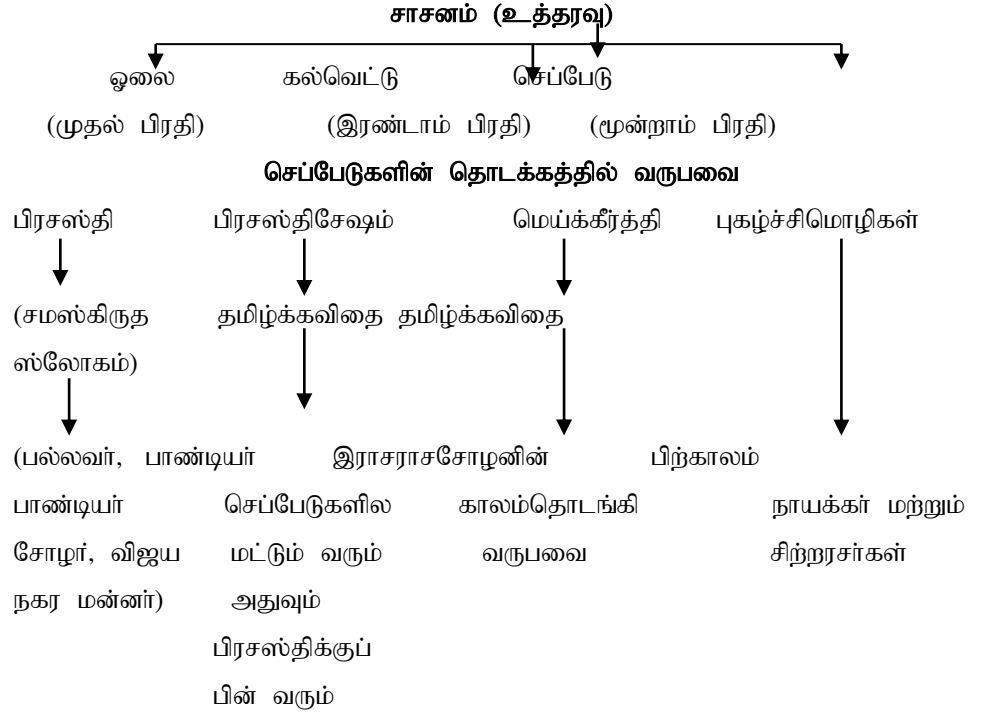 சாசனம் (உத்தரவு)
ஓலை கல்வெட்டு செப்பேடு
(முதல் பிரதி) (இரண்டாம் பிரதி) (மூன்றாம் பிரதி)
செப்பேடுகளின் தொடக்கத்தில் வருபவை
பிரசஸ்தி பிரசஸ்திசேஷம் மெய்க்கீர்த்தி புகழ்ச்சிமொழிகள்
(சமஸ்கிருத தமிழ்க்கவிதை தமிழ்க்கவிதை
ஸ்லோகம்)
(பல்லவர், பாண்டியர் இராசராசசோழனின் பிற்காலம்
பாண்டியர் செப்பேடுகளில காலம்தொடங்கி நாயக்கர் மற்றும்
சோழர், விஜய மட்டும் வரும் வருபவை சிற்றரசர்கள்
நகர மன்னர்) அதுவும்
பிரசஸ்திக்குப்
பின் வரும்